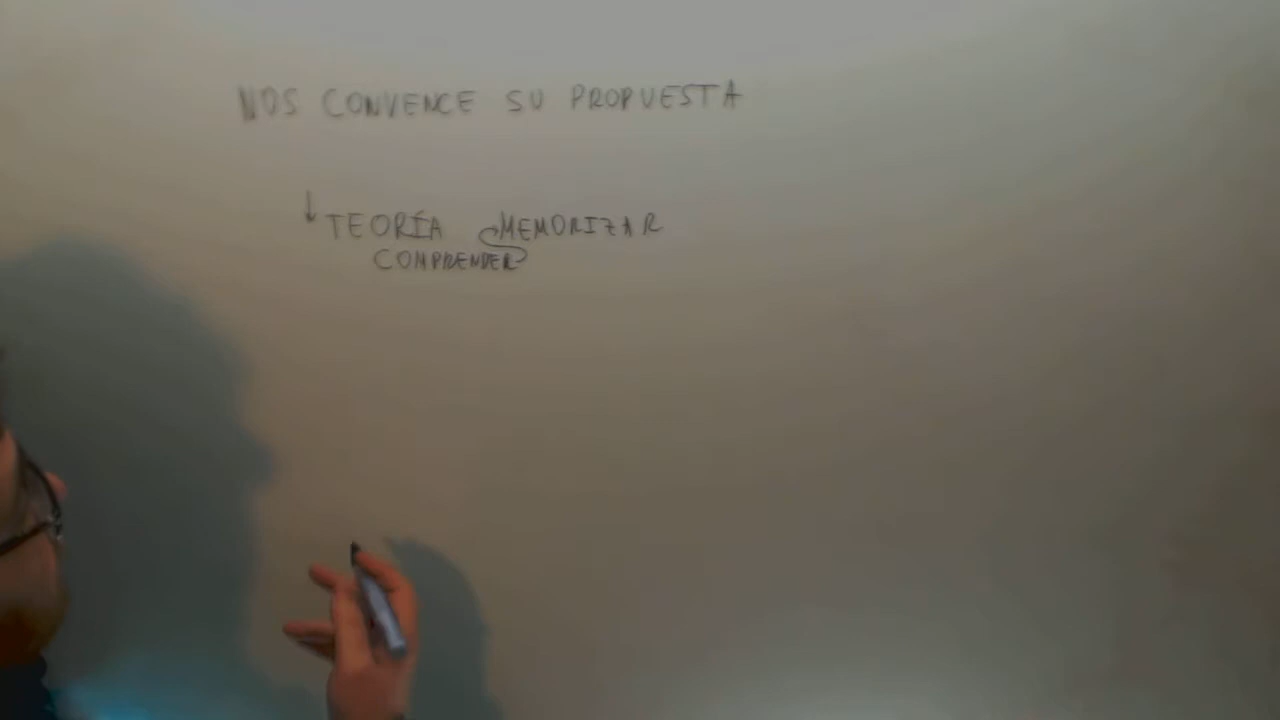 NOS CONVENCE SU PROPUESTA
↓ TEORÍA MEMORIZAR
COMPRENDER